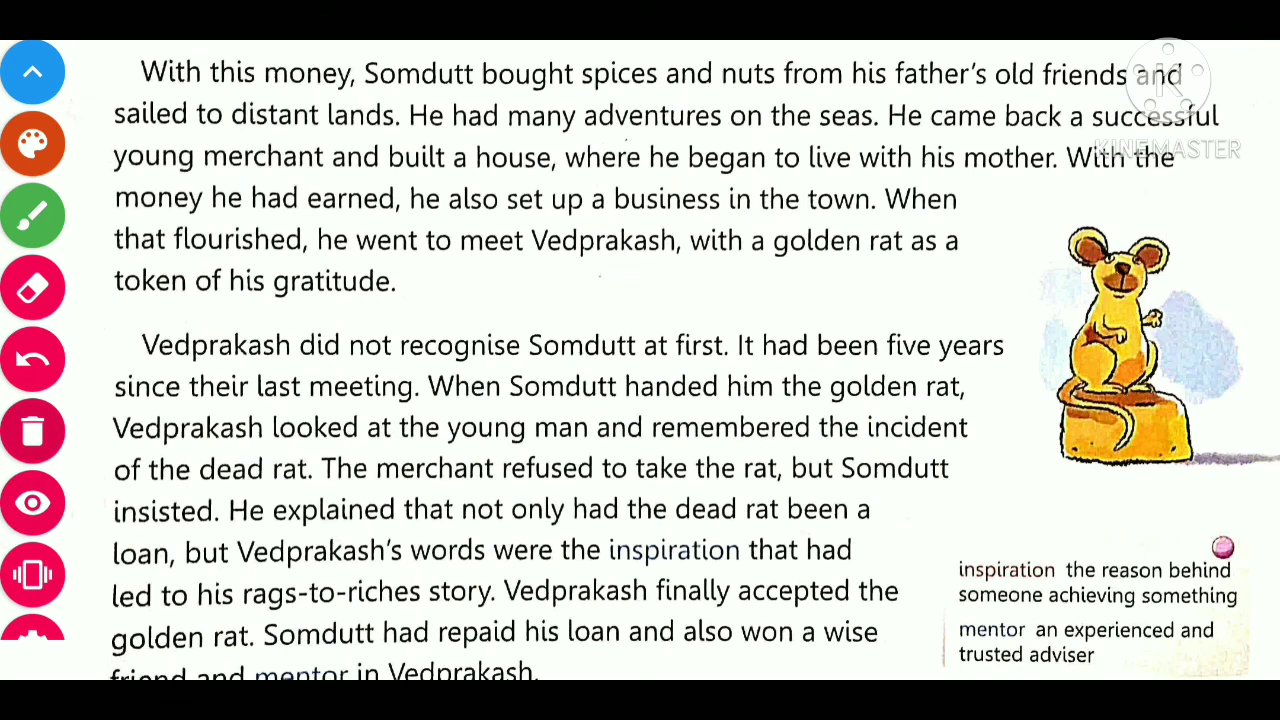 With this money, Somdutt bought spices and nuts from his father's old friends and
sailed to distant lands. He had many adventures on the seas. He came back a successful
young merchant and built a house, where he began to live with his mother. With the
money he had earned, he also set up a business in the town. When
that flourished, he went to meet Vedprakash, with a golden rat as a
token of his gratitude.
Vedprakash did not recognise Somdutt at first. It had been five years
since their last meeting. When Somdutt handed him the golden rat,
Vedprakash looked at the young man and remembered the incident
of the dead rat. The merchant refused to take the rat, but Somdutt
insisted. He explained that not only had the dead rat been a
loan, but Vedprakash's words were the inspiration that had
led to his rags-to-riches story. Vedprakash finally accepted the
golden rat. Somdutt had repaid his loan and also won a wise
friend and mentor in Vedprakash.
inspiration the reason behind
someone achieving something
mentor an experienced and
trusted adviser
K
KINEMASTER